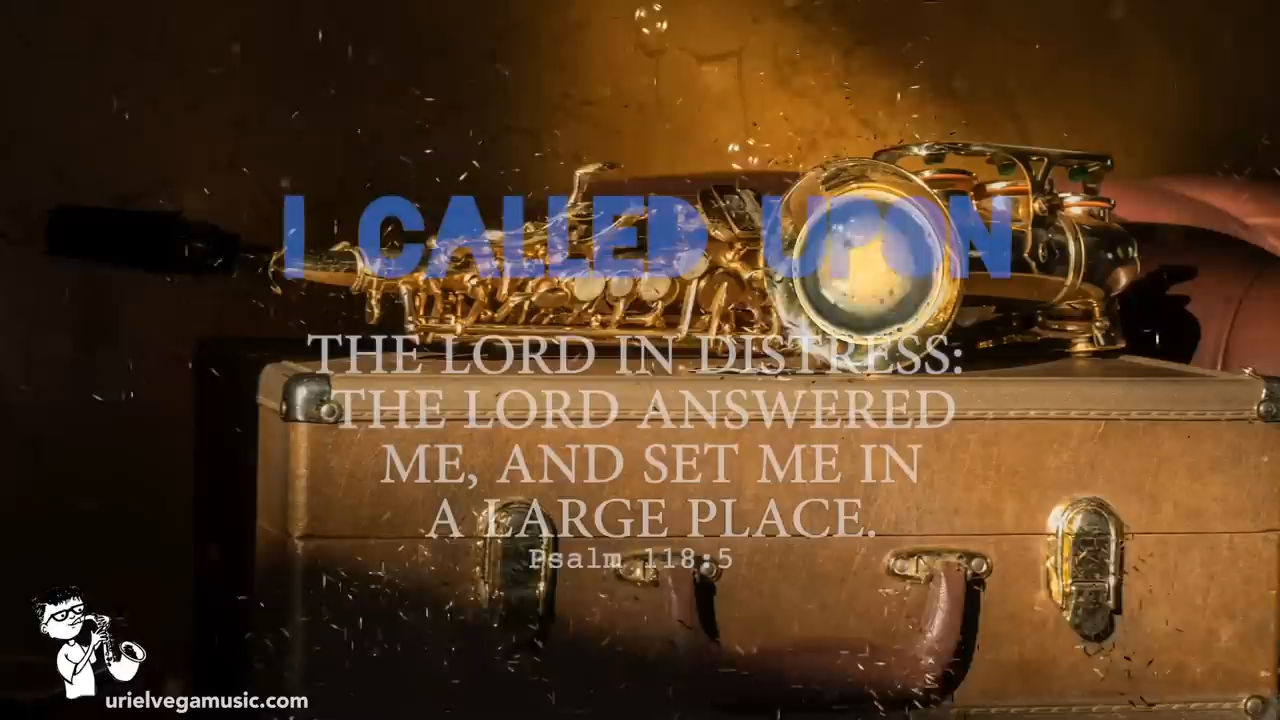 I CALLED UPON
THE LORD IN DISTRESS:
THE LORD ANSWERED
ME, AND SET ME IN
A LARGE PLACE.
Psalm 118:5
urielvegamusic.com